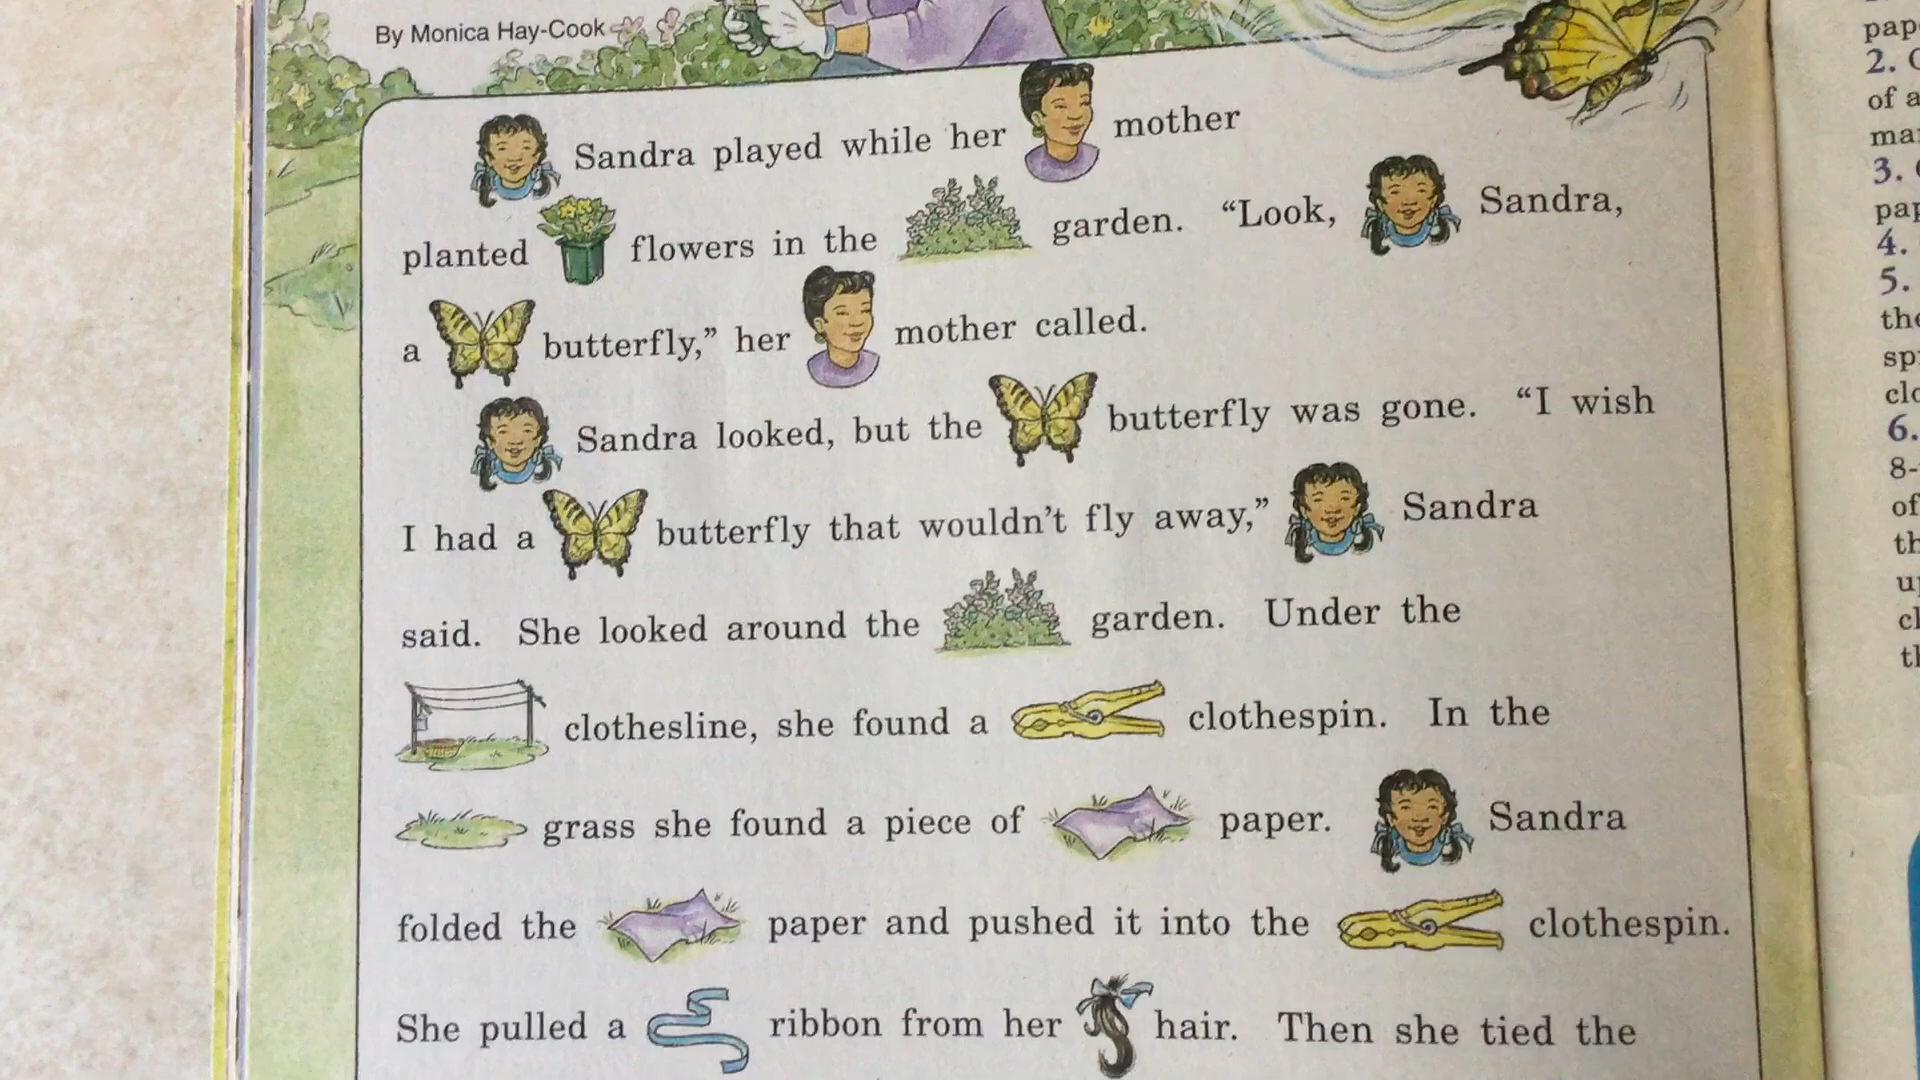 By Monica Hay-Cook
Sandra played while her mother
planted flowers in the garden. “Look, Sandra,
a butterfly,” her mother called.
Sandra looked, but the butterfly was gone. “I wish
I had a butterfly that wouldn’t fly away,” Sandra
said. She looked around the garden. Under the
clothesline, she found a clothespin. In the
grass she found a piece of paper. Sandra
folded the paper and pushed it into the clothespin.
She pulled a ribbon from her hair. Then she tied the
2.
of a
3.
4.
5.
6.
8-
of